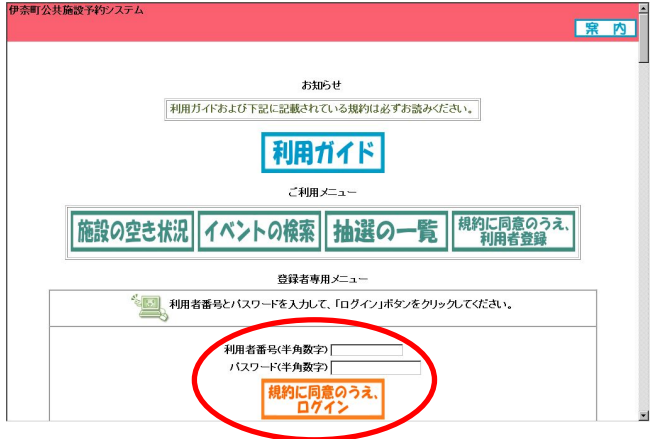 伊奈町公共施設予約システム
案 内
お知らせ
利用ガイドおよび下記に記載されている規約は必ずお読みください。
利用ガイド
ご利用メニュー
施設の空き状況 イベントの検索 抽選の一覧 規約に同意のうえ、
利用者登録
登録者専用メニュー
利用者番号とパスワードを入力して、「ログイン」ボタンをクリックしてください。
利用者番号(半角数字)
パスワード(半角数字)
規約に同意のうえ、
ログイン